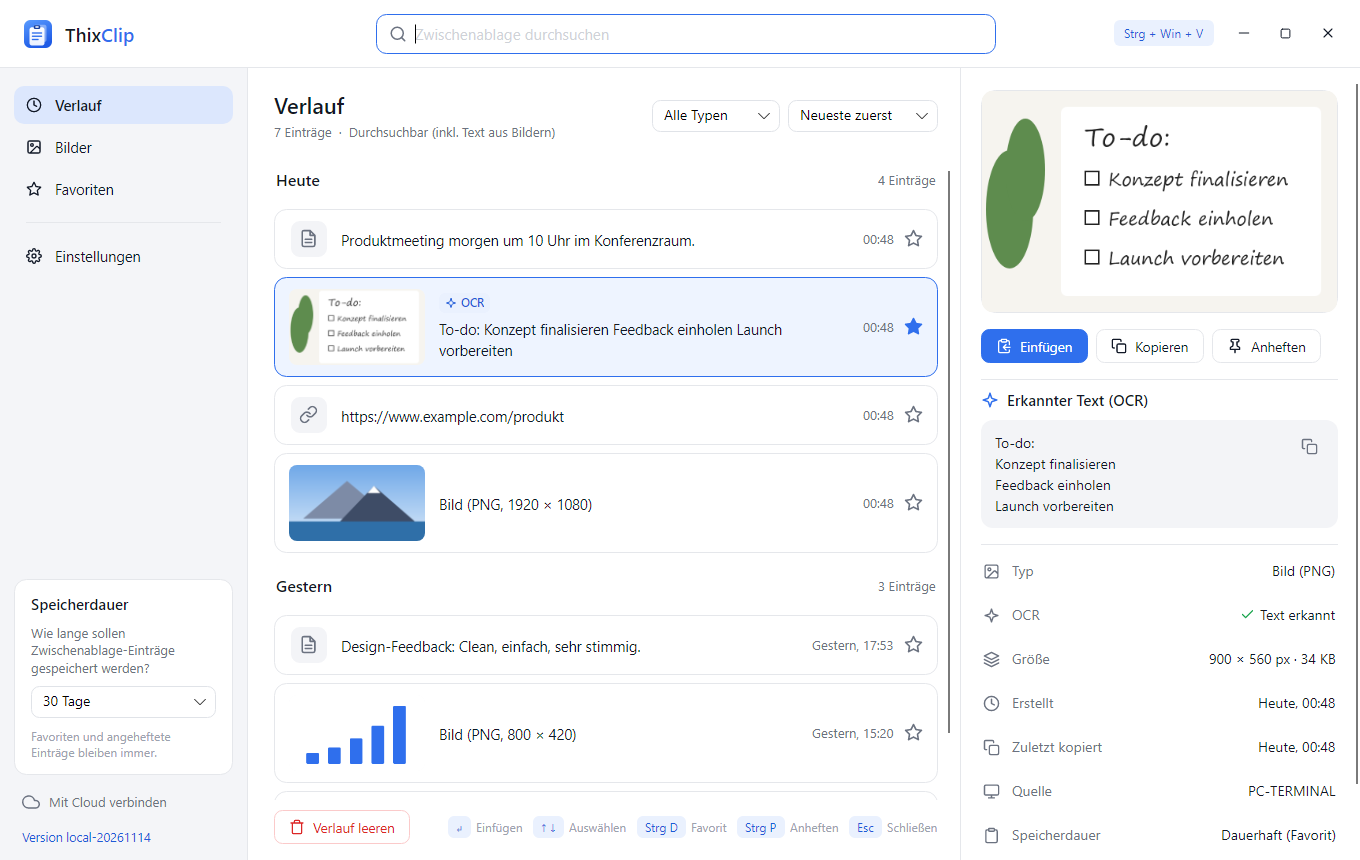 ThixClip
Zwischenablage durchsuchen
Strg + Win + V
Verlauf
Bilder
Favoriten
Einstellungen
Speicherdauer
Wie lange sollen
Zwischenablage-Einträge
gespeichert werden?
30 Tage
Favoriten und angeheftete
Einträge bleiben immer.
Mit Cloud verbinden
Version local-20261114
Verlauf
7 Einträge · Durchsuchbar (inkl. Text aus Bildern)
Alle Typen
Neueste zuerst
Heute
4 Einträge
Produktmeeting morgen um 10 Uhr im Konferenzraum.
00:48
To-do:
Konzept finalisieren
Feedback einholen
Launch vorbereiten
OCR
To-do: Konzept finalisieren Feedback einholen Launch
vorbereiten
00:48
https://www.example.com/produkt
00:48
Bild (PNG, 1920 × 1080)
00:48
Gestern
3 Einträge
Design-Feedback: Clean, einfach, sehr stimmig.
Gestern, 17:53
Bild (PNG, 800 × 420)
Gestern, 15:20
Verlauf leeren
↲ Einfügen ↑↓ Auswählen Strg D Favorit Strg P Anheften Esc Schließen
To-do:
Konzept finalisieren
Feedback einholen
Launch vorbereiten
Einfügen
Kopieren
Anheften
Erkannter Text (OCR)
To-do:
Konzept finalisieren
Feedback einholen
Launch vorbereiten
Typ Bild (PNG)
OCR Text erkannt
Größe 900 × 560 px · 34 KB
Erstellt Heute, 00:48
Zuletzt kopiert Heute, 00:48
Quelle PC-TERMINAL
Speicherdauer Dauerhaft (Favorit)